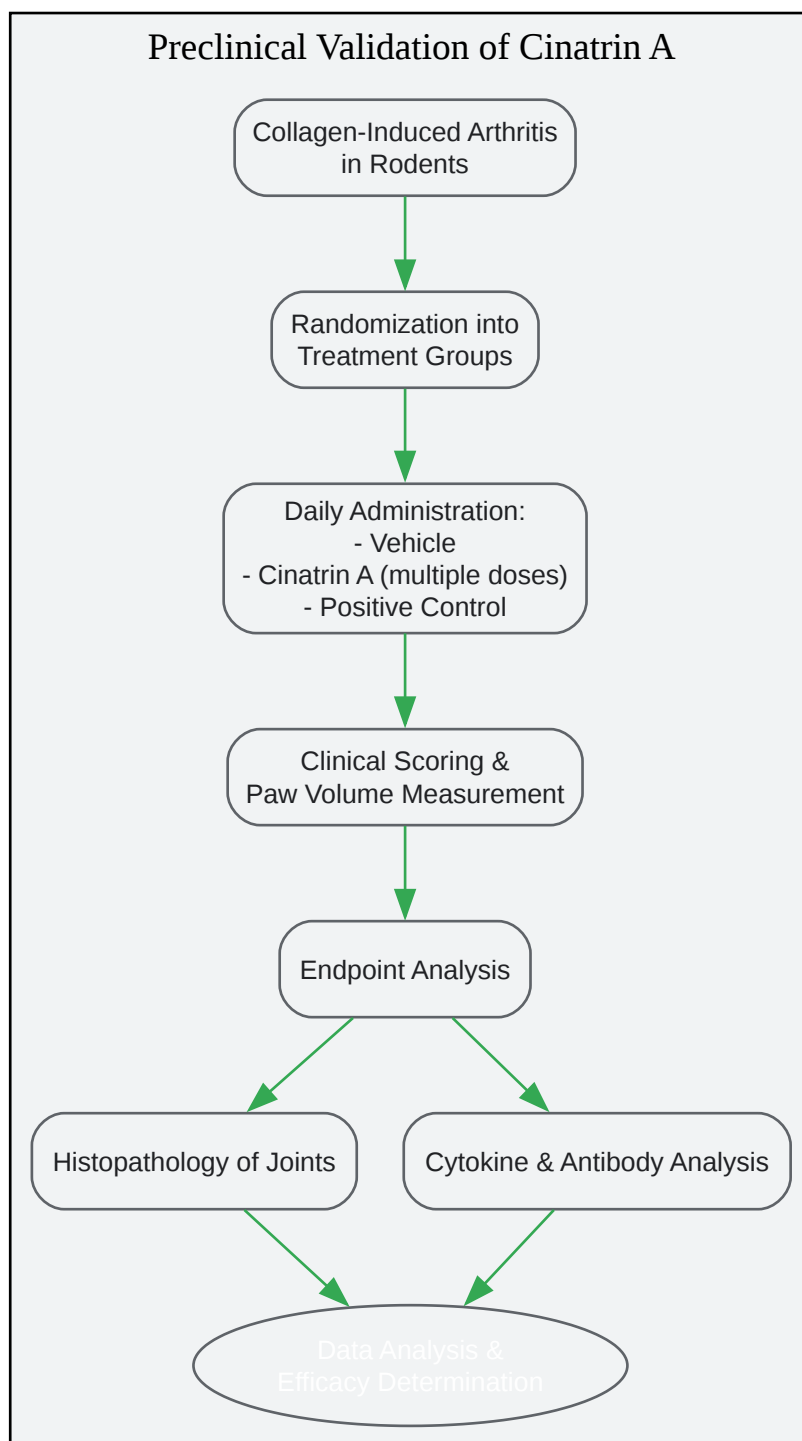 Preclinical Validation of Cinatrin A
Collagen-Induced Arthritis
in Rodents
Randomization into
Treatment Groups
Daily Administration:
- Vehicle
- Cinatrin A (multiple doses)
- Positive Control
Clinical Scoring &
Paw Volume Measurement
Endpoint Analysis
Histopathology of Joints
Cytokine & Antibody Analysis
Data Analysis &
Efficacy Determination